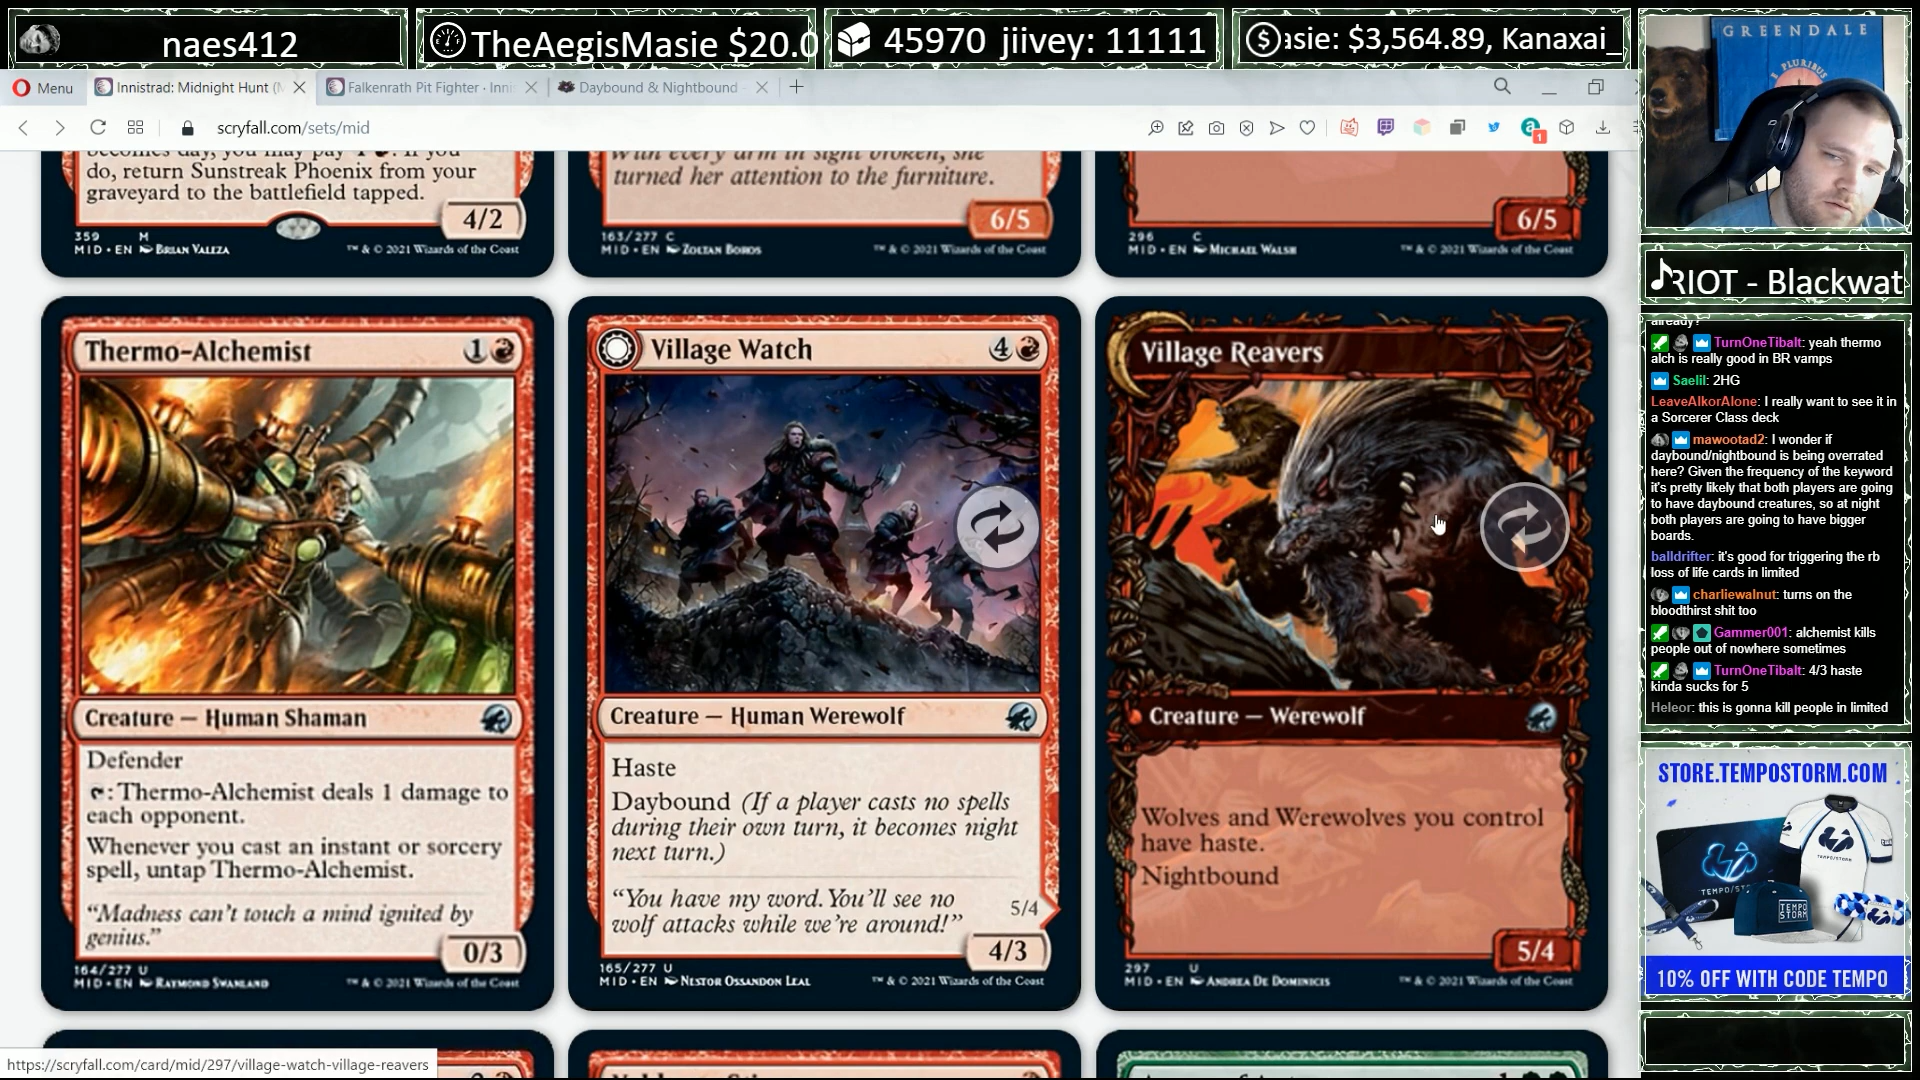 naes412
TheAegisMasie $20.0
45970 jiivey: 11111
asie: $3,564.89, Kanaxai_
GREENDALE
E PLURIBUS
Menu
Innistrad: Midnight Hunt (M
Falkenrath Pit Fighter · Inni
Daybound & Nightbound -
scryfall.com/sets/mid
1
do, return Sunstreak Phoenix from your
graveyard to the battlefield tapped.
4/2
359 M
MID • EN BRIAN VALEZA
™ & © 2021 Wizards of the Coast
With every arm in sight broken, she
turned her attention to the furniture.
6/5
163/277 C
MID • EN ZOLTAN BOROS
™ & © 2021 Wizards of the Coast
6/5
296 C
MID • EN MICHAEL WALSH
™ & © 2021 Wizards of the Coast
Thermo-Alchemist 1
Creature — Human Shaman
Defender
: Thermo-Alchemist deals 1 damage to
each opponent.
Whenever you cast an instant or sorcery
spell, untap Thermo-Alchemist.
“Madness can’t touch a mind ignited by
genius.”
0/3
164/277 U
MID • EN RAYMOND SWANLAND
™ & © 2021 Wizards of the Coast
Village Watch 4
Creature — Human Werewolf
Haste
Daybound (If a player casts no spells
during their own turn, it becomes night
next turn.)
“You have my word. You’ll see no
wolf attacks while we’re around!”
5/4
4/3
165/277 U
MID • EN NESTOR OSSANDON LEAL
™ & © 2021 Wizards of the Coast
Village Reavers
Creature — Werewolf
Wolves and Werewolves you control
have haste.
Nightbound
5/4
297 U
MID • EN ANDREA DE DOMINICIS
™ & © 2021 Wizards of the Coast
https://scryfall.com/card/mid/297/village-watch-village-reavers
RIOT - Blackwat
already?
TurnOneTibalt: yeah thermo
alch is really good in BR vamps
Saelil: 2HG
LeaveAlkorAlone: I really want to see it in
a Sorcerer Class deck
mawootad2: I wonder if
daybound/nightbound is being overrated
here? Given the frequency of the keyword
it's pretty likely that both players are going
to have daybound creatures, so at night
both players are going to have bigger
boards.
balldrifter: it's good for triggering the rb
loss of life cards in limited
charliewalnut: turns on the
bloodthirst shit too
Gammer001: alchemist kills
people out of nowhere sometimes
TurnOneTibalt: 4/3 haste
kinda sucks for 5
Heleor: this is gonna kill people in limited
STORE.TEMPOSTORM.COM
TEMPO
STORM
10% OFF WITH CODE TEMPO